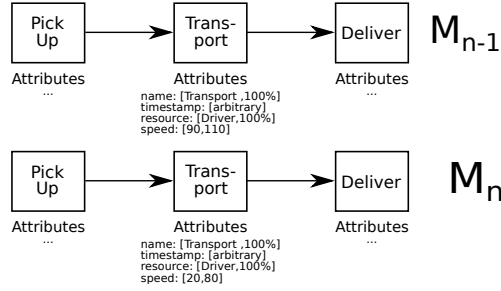 Pick
Up
Trans-
port
Deliver
M_{n-1}
Attributes
...
Attributes
name: [Transport ,100%]
timestamp: [arbitrary]
resource: [Driver,100%]
speed: [90,110]
Attributes
...
Pick
Up
Trans-
port
Deliver
M_n
Attributes
...
Attributes
name: [Transport ,100%]
timestamp: [arbitrary]
resource: [Driver,100%]
speed: [20,80]
Attributes
...